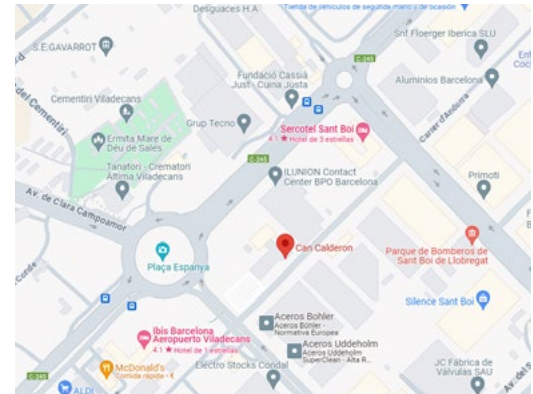 Desguaces H.A
Tienda de vehículos de segunda mano y de ocasión
S.E.GAVARROT
C-245
Snf Floerger Iberica SLU
Fundació Cassià
Just - Cuina Justa
Aluminios Barcelona
Cementiri Viladecans
del Cementiri
Grup Tecno
Carrer d'Andorra
Ermita Mare de
Déu de Sales
Sercotel Sant Boi
4.1 ★ Hotel de 3 estrellas
C-245
Tanatori - Crematori
Àltima Viladecans
ILUNION Contact
Center BPO Barcelona
Primoti
Av. de Clara Campoamor
Can Calderon
Plaça Espanya
Parque de Bomberos de
Sant Boi de Llobregat
Silence Sant Boi
Aceros Bohler
Aceros Böhler -
Normativa Europea
Ibis Barcelona
Aeropuerto Viladecans
4.1 ★ Hotel de 1 estrellas
Aceros Uddeholm
Aceros Uddeholm
SuperClean - Alta R...
McDonald's
Comida rápida • €
Electro Stocks Condal
JC Fábrica de
Válvulas SAU
C-245
ALDI